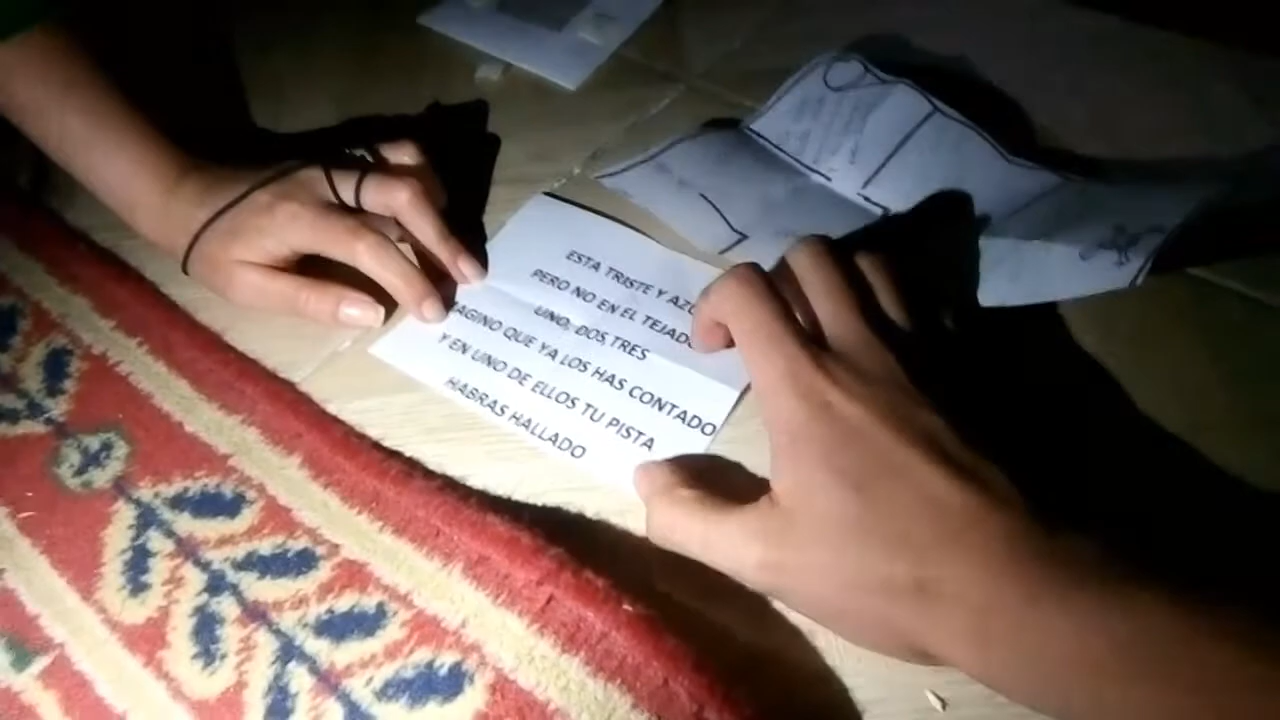 ESTA TRISTE Y
PERO NO EN EL TEJADO
UNO, DOS, TRES
QUE YA LOS HAS CONTADO
Y EN UNO DE ELLOS TU PISTA
HABRAS HALLADO